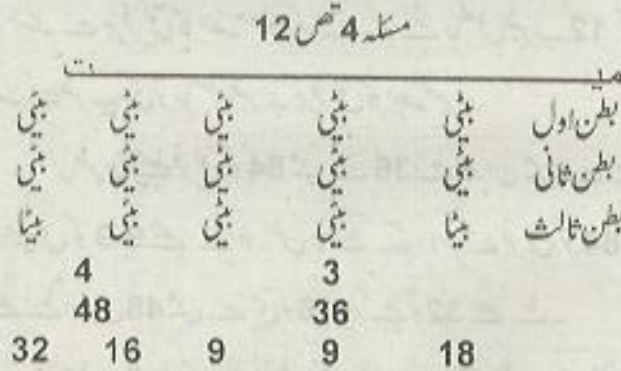 مسئلہ 4 تص 12
میـــــــــــــــــــــت
بطن اول بیٹی بیٹی بیٹی بیٹی بیٹی
بطن ثانی بیٹی بیٹی بیٹی بیٹی بیٹی
بطن ثالث بیٹا بیٹی بیٹی بیٹی بیٹا
3 4
36 48
18 9 9 16 32